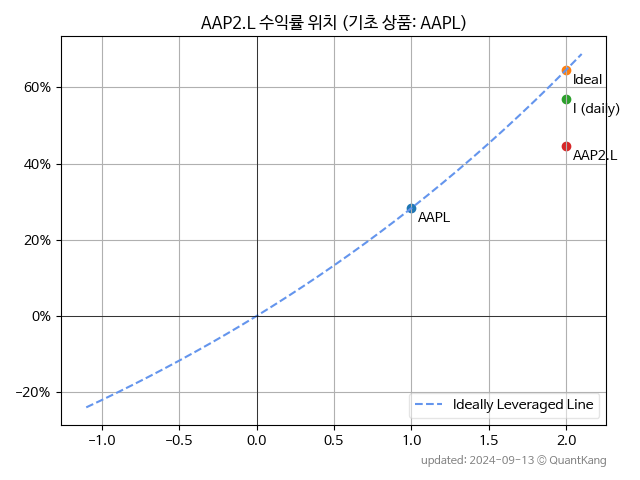 AAP2.L 수익률 위치 (기초 상품: AAPL)
60%
40%
20%
0%
−20%
Ideal
I (daily)
AAP2.L
AAPL
Ideally Leveraged Line
−1.0 −0.5 0.0 0.5 1.0 1.5 2.0
updated: 2024-09-13 © QuantKang